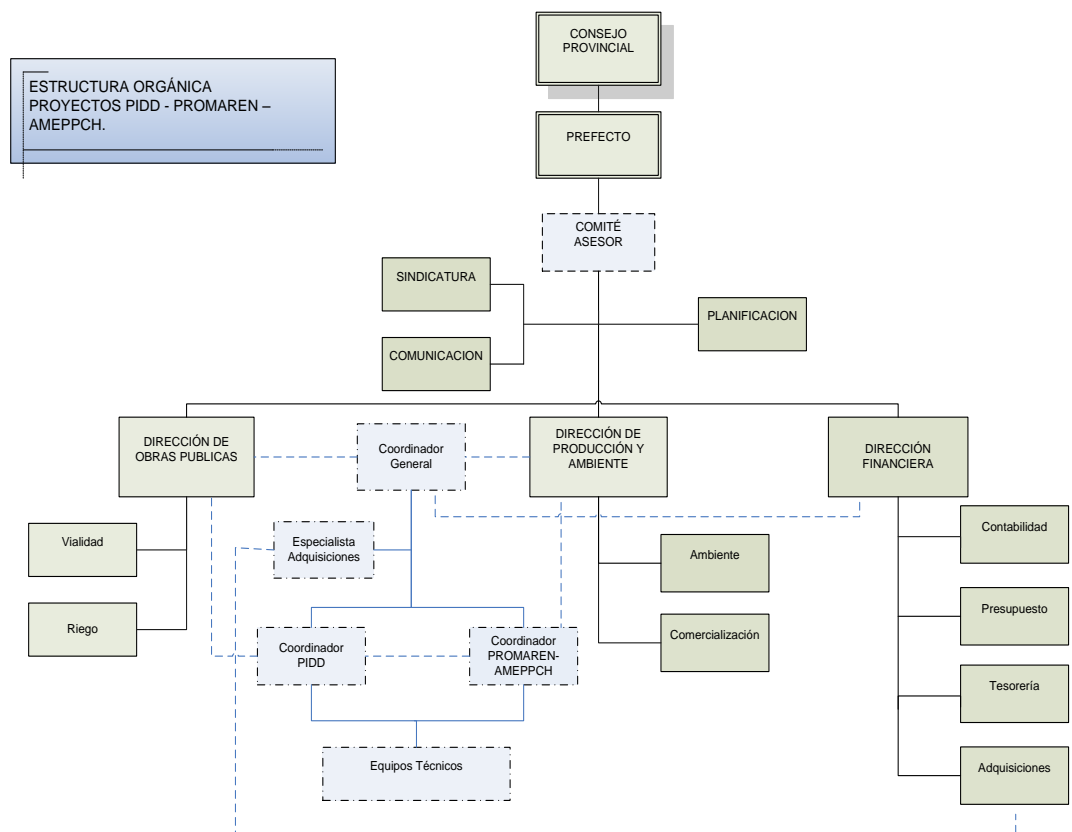 CONSEJO
PROVINCIAL
ESTRUCTURA ORGÁNICA
PROYECTOS PIDD - PROMAREN –
AMEPPCH.
PREFECTO
COMITÉ
ASESOR
SINDICATURA
PLANIFICACION
COMUNICACION
DIRECCIÓN DE
OBRAS PUBLICAS
Coordinador
General
DIRECCIÓN DE
PRODUCCIÓN Y
AMBIENTE
DIRECCIÓN
FINANCIERA
Vialidad
Especialista
Adquisiciones
Ambiente
Contabilidad
Riego
Coordinador
PIDD
Coordinador
PROMAREN-
AMEPPCH
Comercialización
Presupuesto
Tesorería
Equipos Técnicos
Adquisiciones